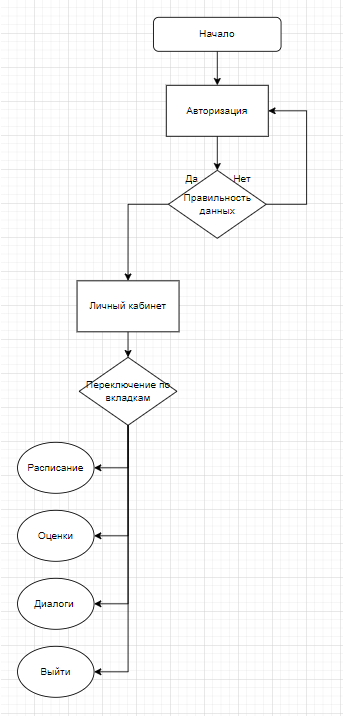 Начало
Авторизация
Да
Нет
Правильность
данных
Личный кабинет
Переключение по
вкладкам
Расписание
Оценки
Диалоги
Выйти